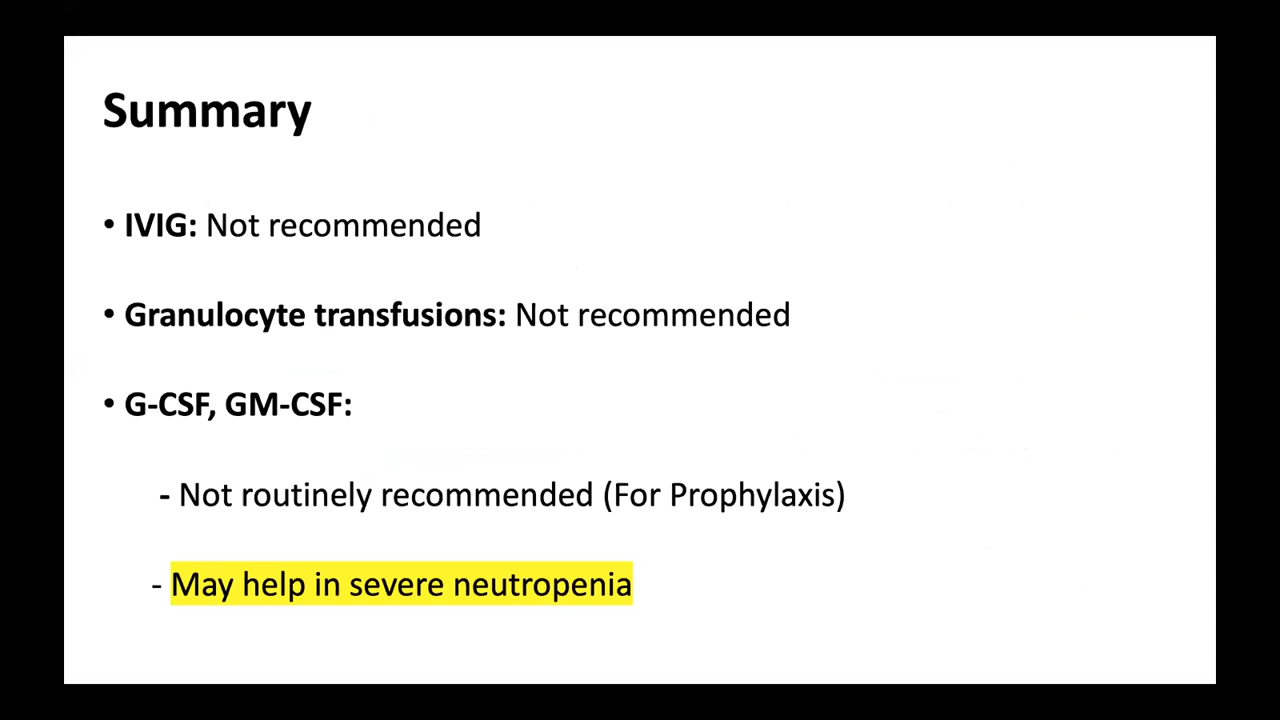 Summary
• IVIG: Not recommended
• Granulocyte transfusions: Not recommended
• G-CSF, GM-CSF:
- Not routinely recommended (For Prophylaxis)
- May help in severe neutropenia